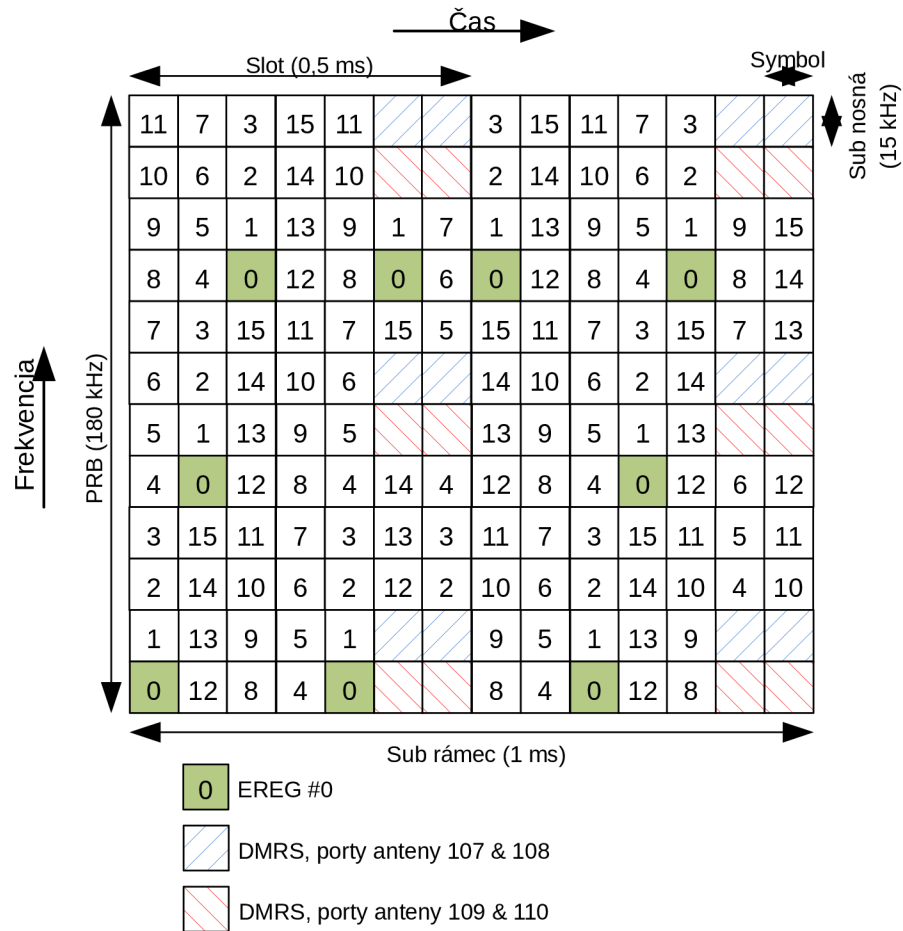 Čas
Slot (0,5 ms)
Symbol
Sub nosná
(15 kHz)
Frekvencja
PRB (180 kHz)
11 7 3 15 11 3 15 11 7 3
10 6 2 14 10 2 14 10 6 2
9 5 1 13 9 1 7 1 13 9 5 1 9 15
8 4 0 12 8 0 6 0 12 8 4 0 8 14
7 3 15 11 7 15 5 15 11 7 3 15 7 13
6 2 14 10 6 14 10 6 2 14
5 1 13 9 5 13 9 5 1 13
4 0 12 8 4 14 4 12 8 4 0 12 6 12
3 15 11 7 3 13 3 11 7 3 15 11 5 11
2 14 10 6 2 12 2 10 6 2 14 10 4 10
1 13 9 5 1 9 5 1 13 9
0 12 8 4 0 8 4 0 12 8
Sub rámec (1 ms)
0 EREG #0
DMRS, porty anteny 107 & 108
DMRS, porty anteny 109 & 110